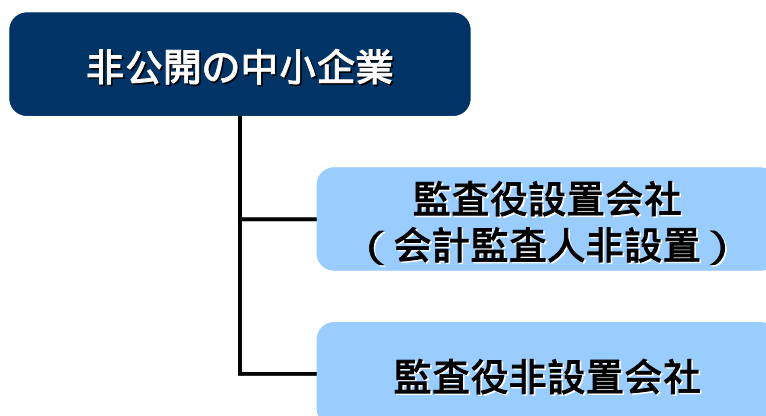 非公開の中小企業
監査役設置会社
（会計監査人非設置）
監査役非設置会社